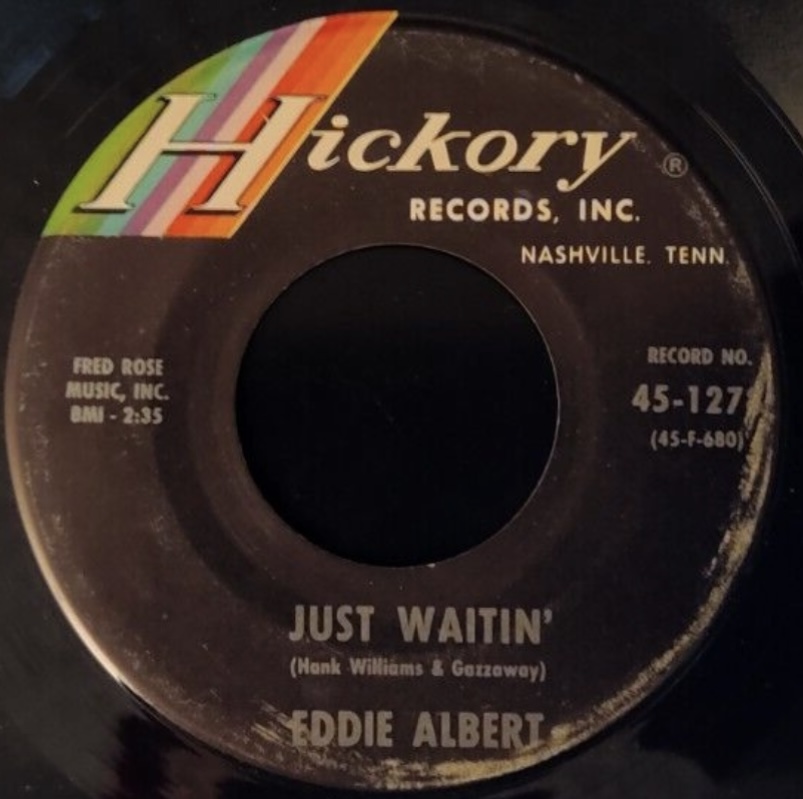 Hickory ®
RECORDS, INC.
NASHVILLE. TENN.
FRED ROSE
MUSIC, INC.
BMI - 2:35
RECORD NO.
45-127
(45-F-680)
JUST WAITIN'
(Hank Williams & Gazzaway)
EDDIE ALBERT